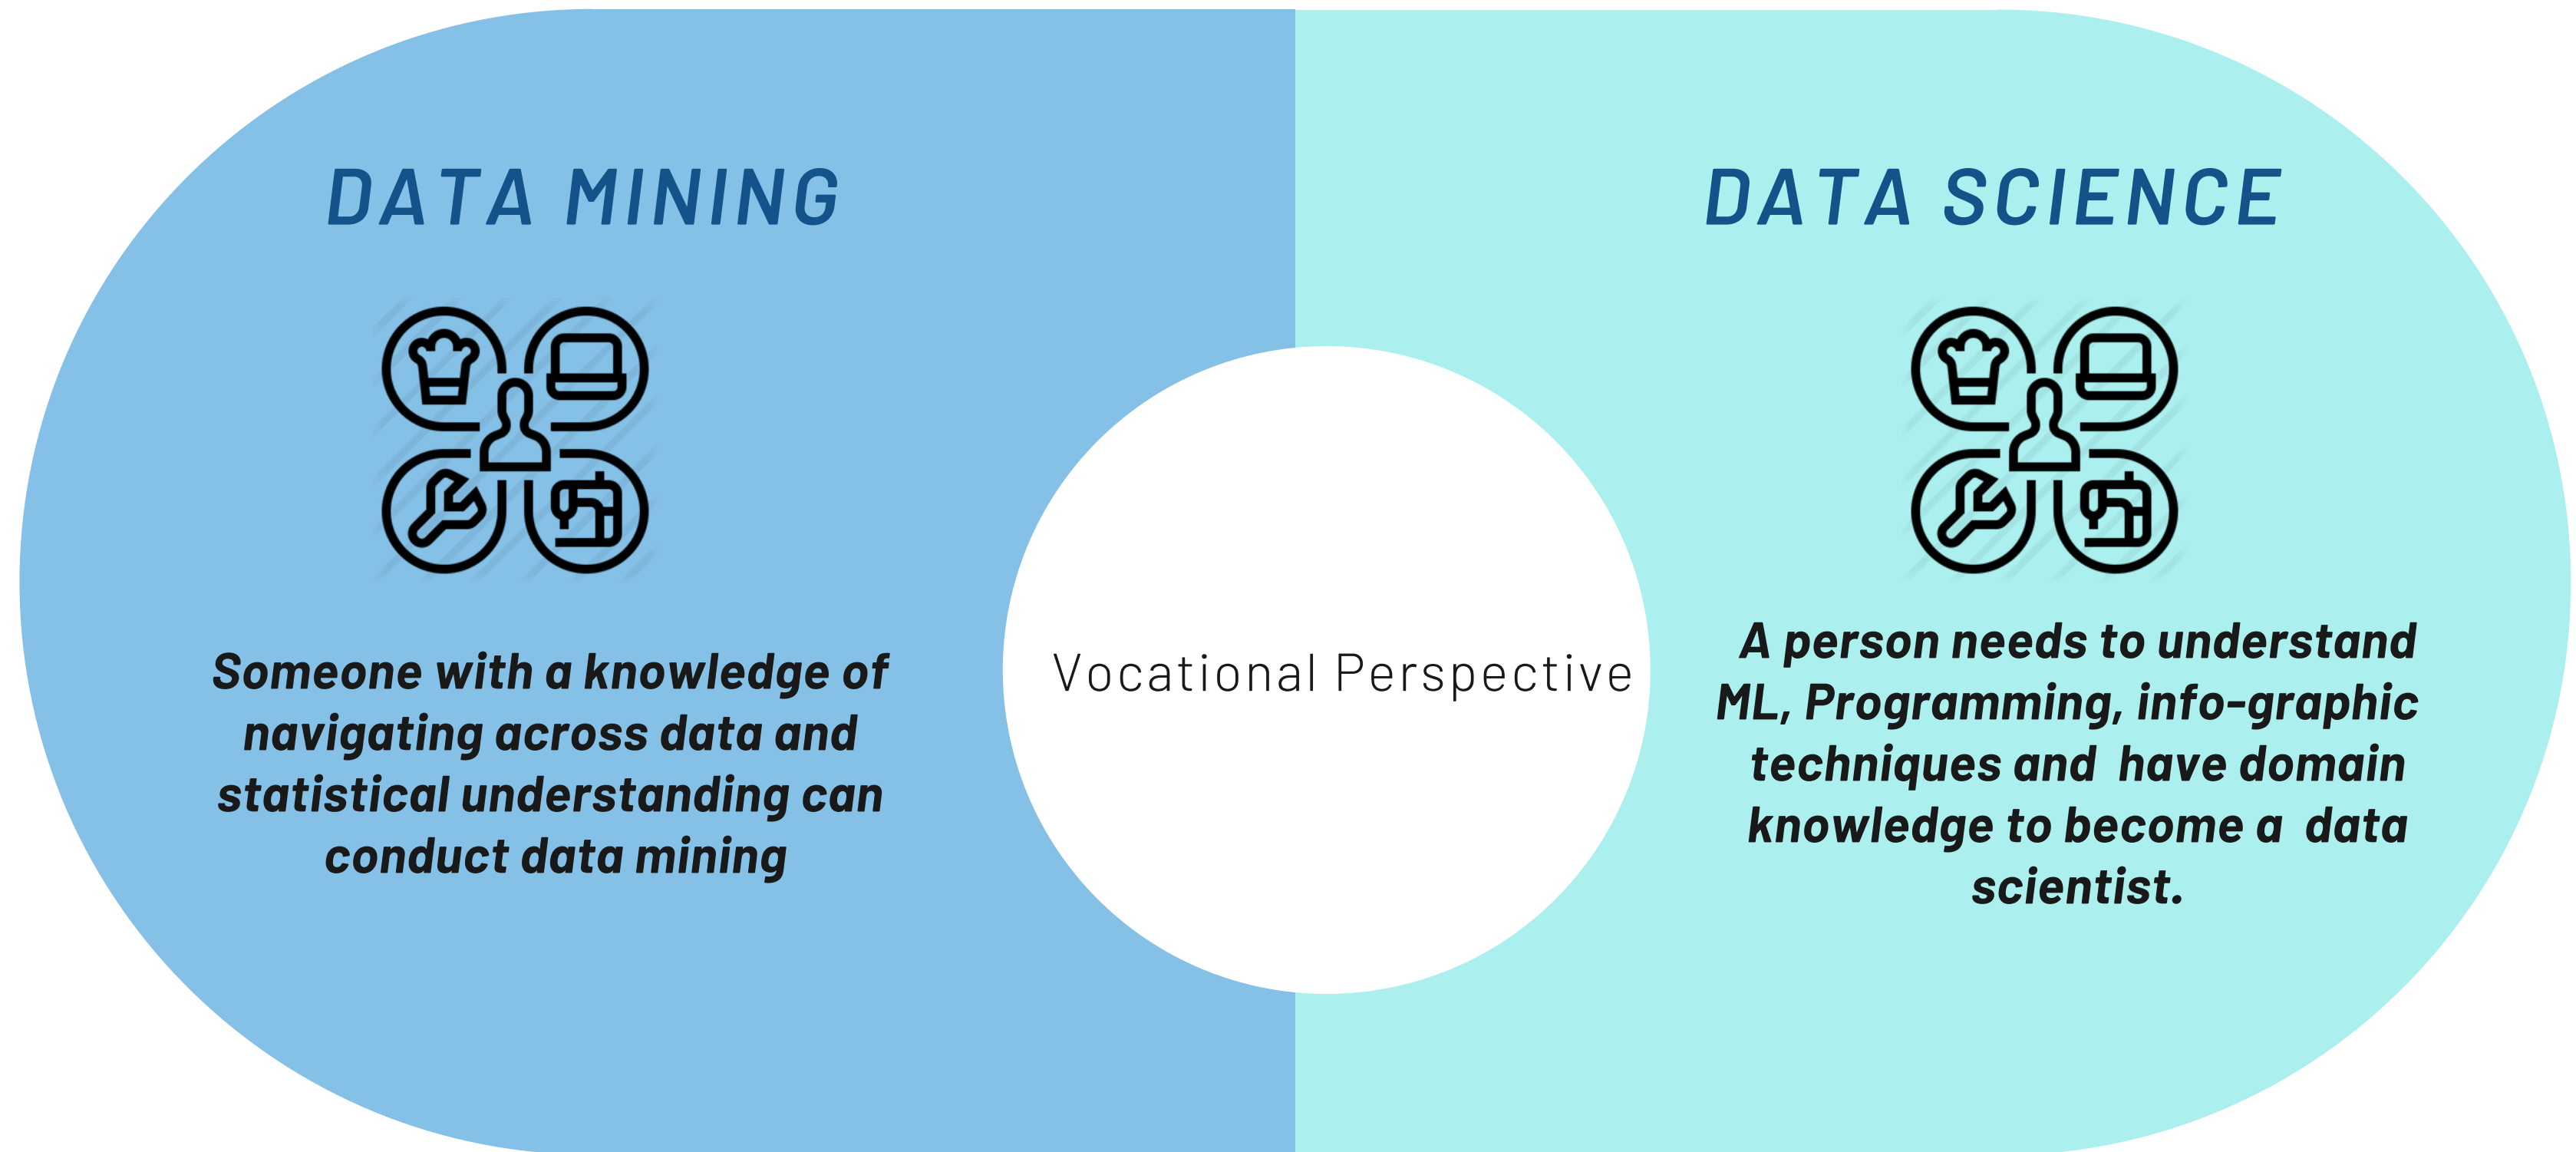 DATA MINING
Someone with a knowledge of
navigating across data and
statistical understanding can
conduct data mining
Vocational Perspective
DATA SCIENCE
A person needs to understand
ML, Programming, info-graphic
techniques and  have domain
knowledge to become a  data
scientist.